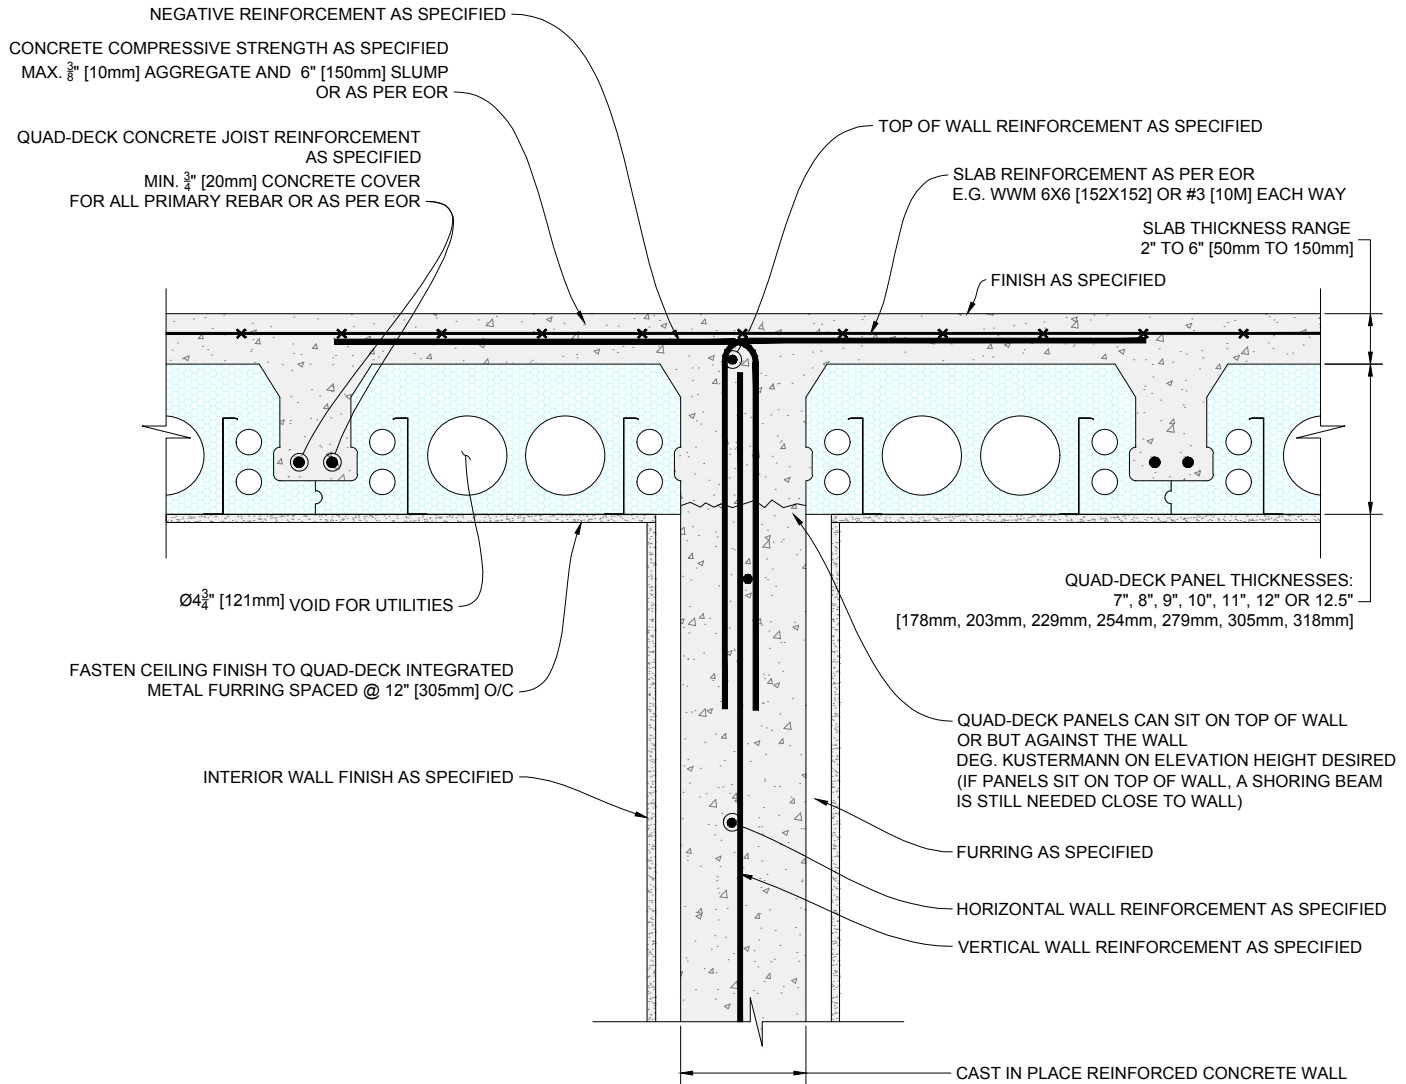 NEGATIVE REINFORCEMENT AS SPECIFIED
CONCRETE COMPRESSIVE STRENGTH AS SPECIFIED
MAX. 3/8" [10mm] AGGREGATE AND 6" [150mm] SLUMP
OR AS PER EOR
QUAD-DECK CONCRETE JOIST REINFORCEMENT
AS SPECIFIED
MIN. 3/4" [20mm] CONCRETE COVER
FOR ALL PRIMARY REBAR OR AS PER EOR
TOP OF WALL REINFORCEMENT AS SPECIFIED
SLAB REINFORCEMENT AS PER EOR
E.G. WWM 6X6 [152X152] OR #3 [10M] EACH WAY
SLAB THICKNESS RANGE
2" TO 6" [50mm TO 150mm]
FINISH AS SPECIFIED
Ø4 3/4" [121mm] VOID FOR UTILITIES
QUAD-DECK PANEL THICKNESSES:
7", 8", 9", 10", 11", 12" OR 12.5"
[178mm, 203mm, 229mm, 254mm, 279mm, 305mm, 318mm]
FASTEN CEILING FINISH TO QUAD-DECK INTEGRATED
METAL FURRING SPACED @ 12" [305mm] O/C
QUAD-DECK PANELS CAN SIT ON TOP OF WALL
OR BUT AGAINST THE WALL
DEG. KUSTERMANN ON ELEVATION HEIGHT DESIRED
(IF PANELS SIT ON TOP OF WALL, A SHORING BEAM
IS STILL NEEDED CLOSE TO WALL)
INTERIOR WALL FINISH AS SPECIFIED
FURRING AS SPECIFIED
HORIZONTAL WALL REINFORCEMENT AS SPECIFIED
VERTICAL WALL REINFORCEMENT AS SPECIFIED
CAST IN PLACE REINFORCED CONCRETE WALL